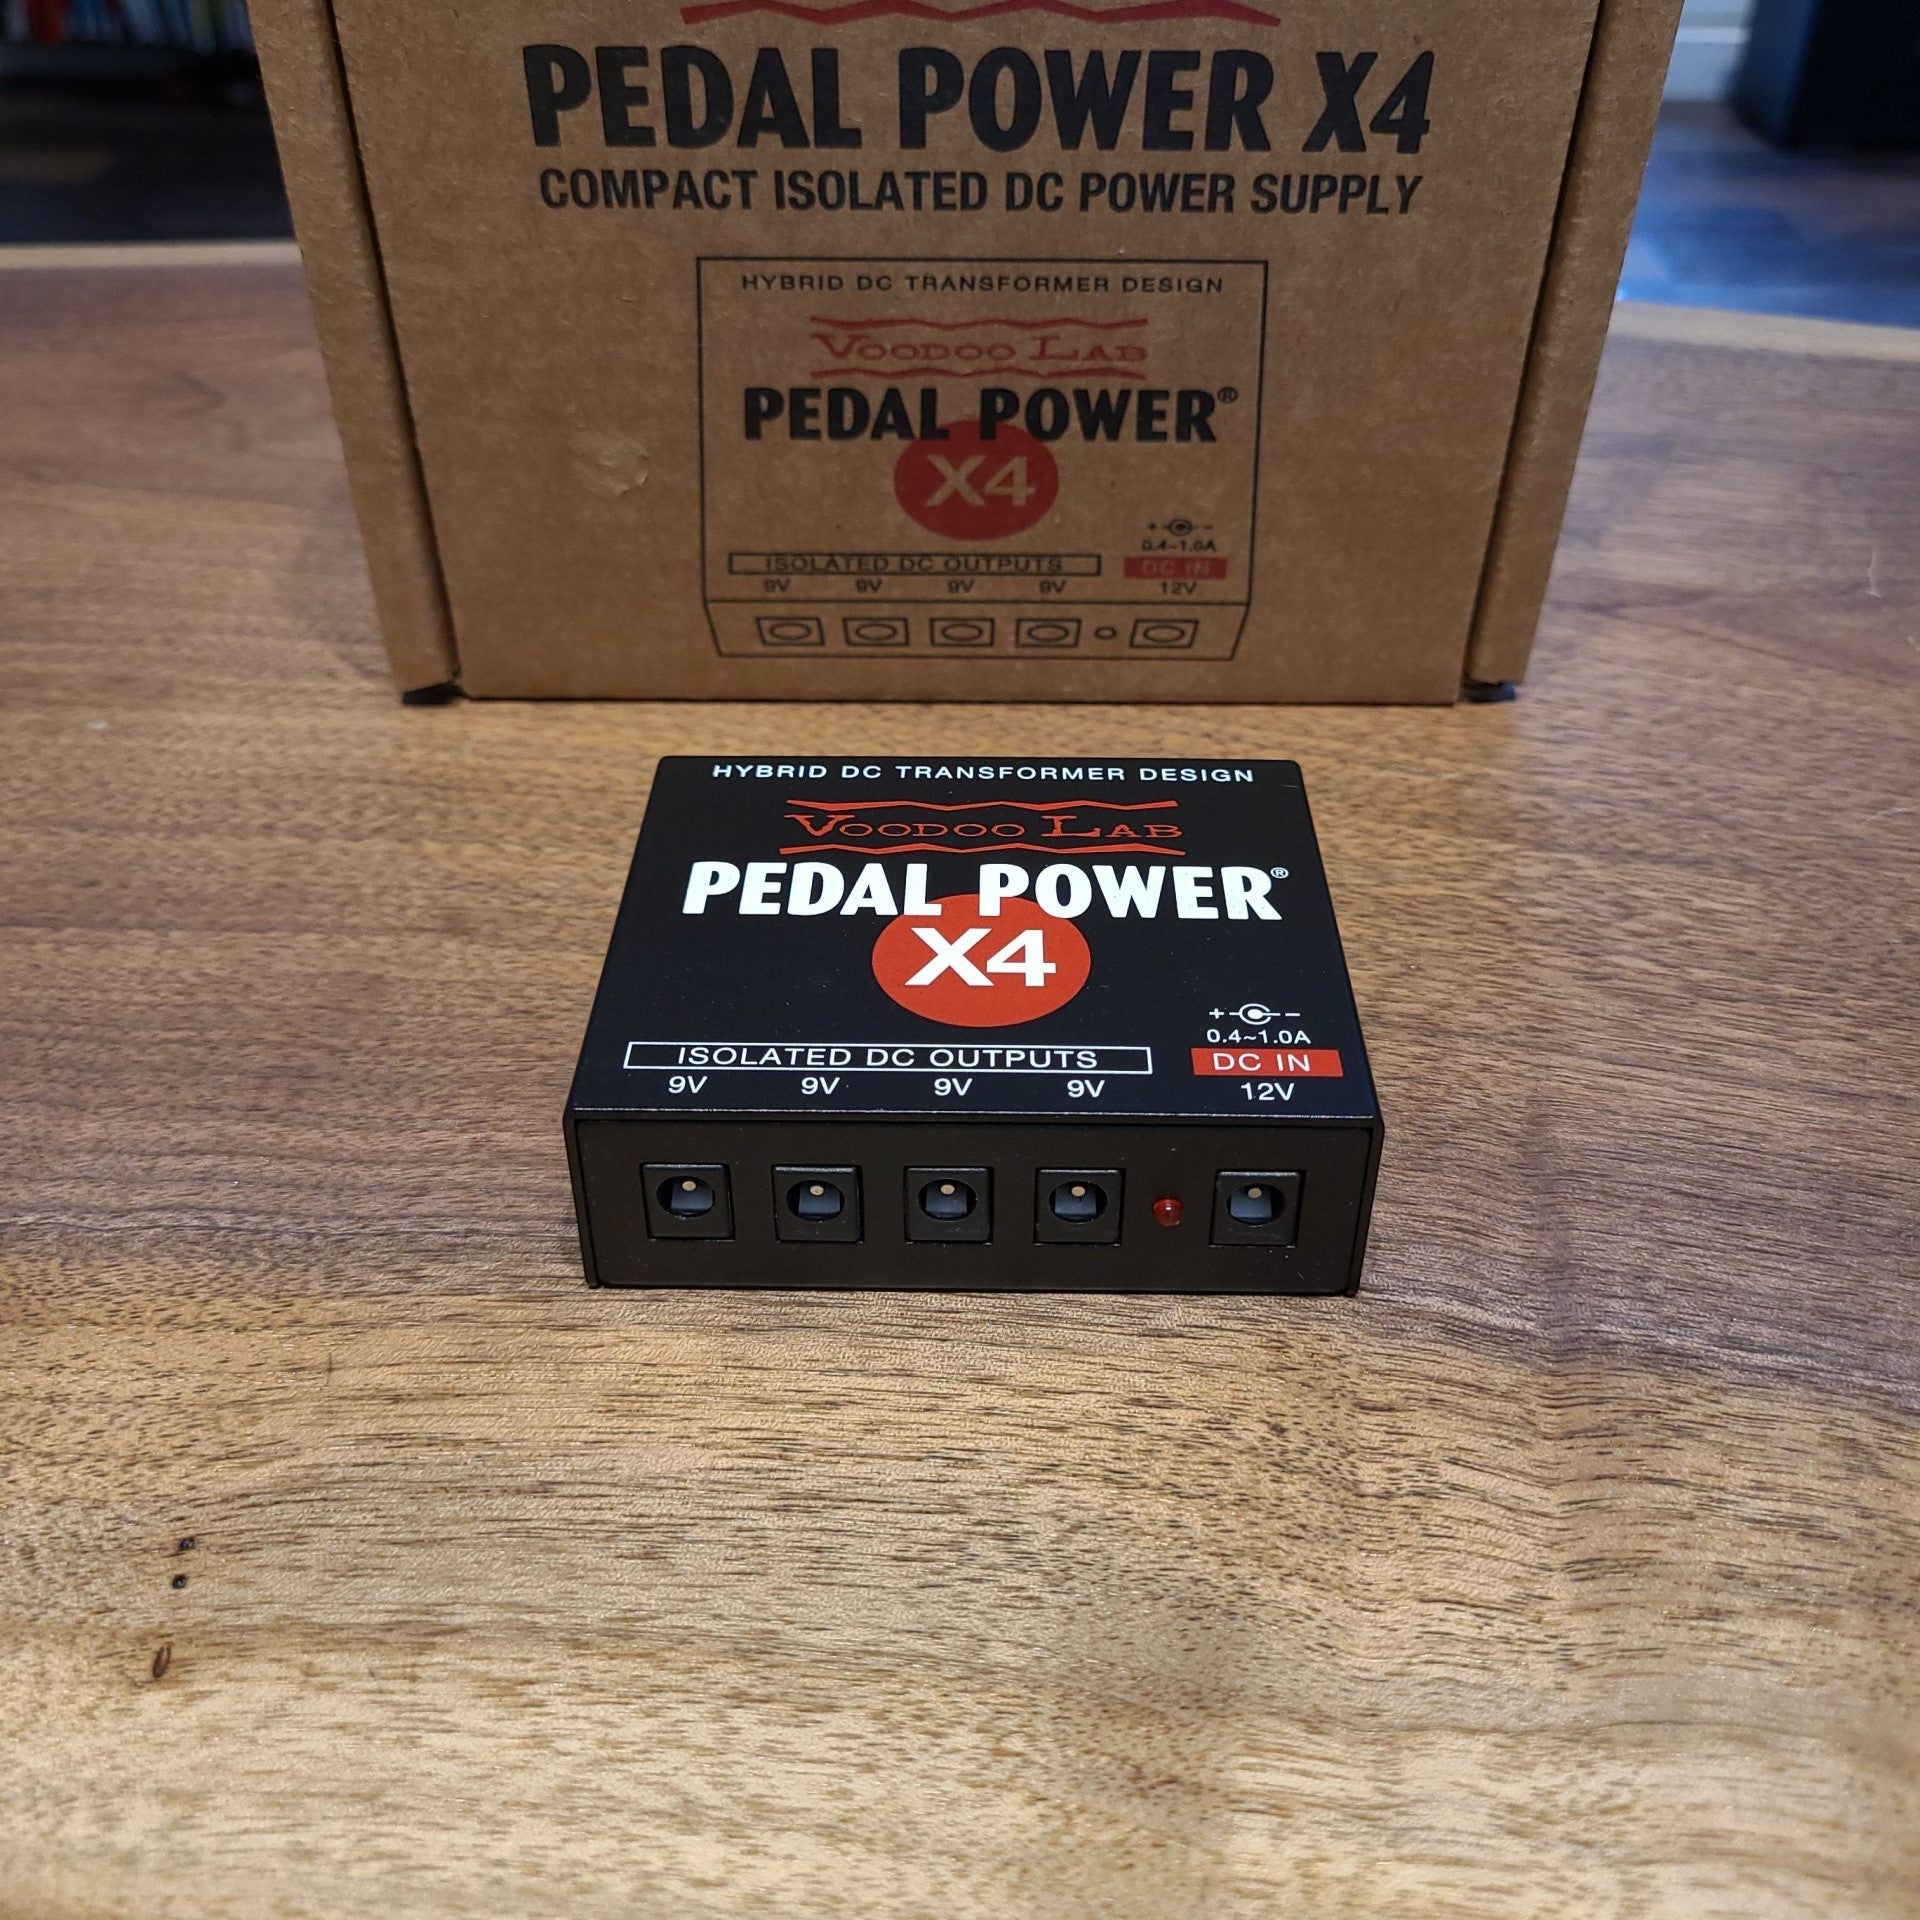 PEDAL POWER X4
COMPACT ISOLATED DC POWER SUPPLY
HYBRID DC TRANSFORMER DESIGN
VOODOO LAB
PEDAL POWER®
X4
+ -
0.4~1.0A
ISOLATED DC OUTPUTS
DC IN
9V 9V 9V 9V 12V
HYBRID DC TRANSFORMER DESIGN
VOODOO LAB
PEDAL POWER®
X4
+ -
0.4~1.0A
ISOLATED DC OUTPUTS
DC IN
9V 9V 9V 9V 12V